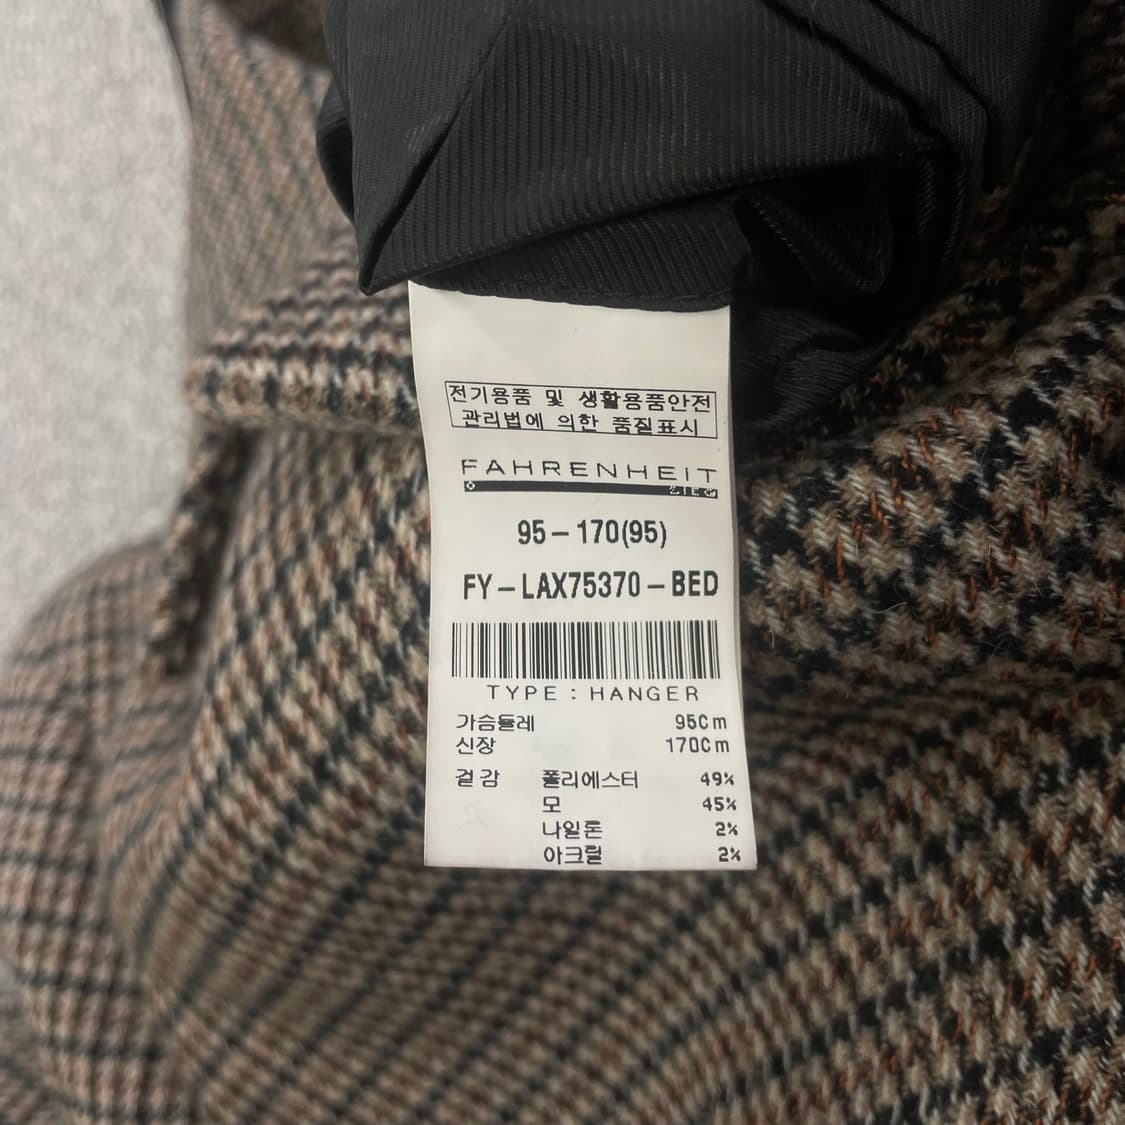 전기용품 및 생활용품안전
관리법에 의한 품질표시
FAHRENHEIT
ZIEG
95-170(95)
FY-LAX75370-BED
TYPE : HANGER
가슴둘레 95Cm
신장 170Cm
겉감 폴리에스터 49%
모 45%
나일론 2%
아크릴 2%